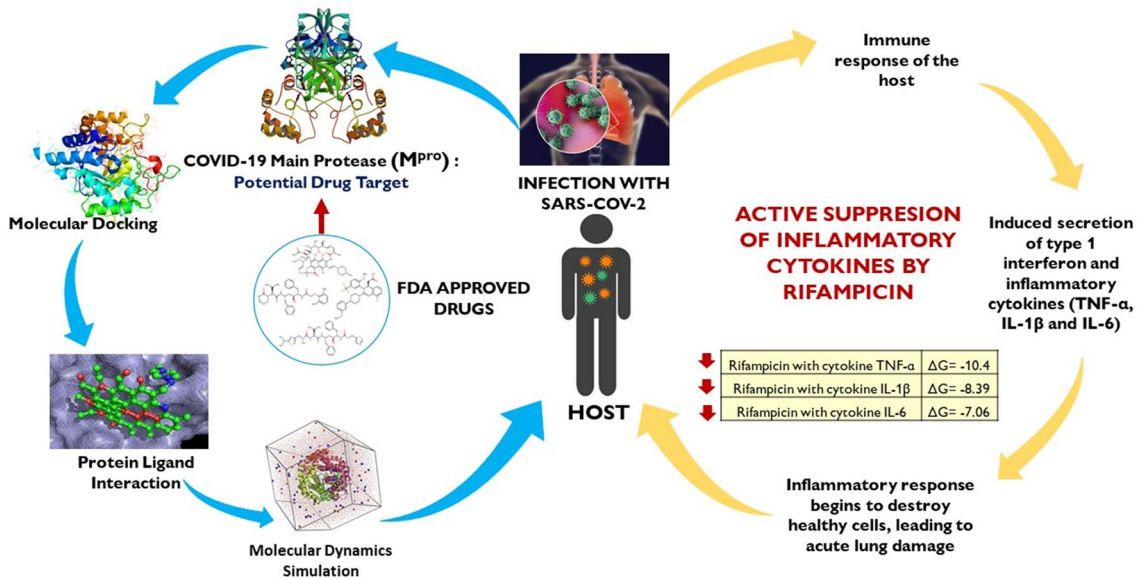 COVID-19 Main Protease (Mᵖʳᵒ) :
Potential Drug Target
Molecular Docking
FDA APPROVED
DRUGS
Protein Ligand
Interaction
Molecular Dynamics
Simulation
INFECTION WITH
SARS-COV-2
HOST
Immune
response of the
host
ACTIVE SUPPRESION
OF INFLAMMATORY
CYTOKINES BY
RIFAMPICIN
Induced secretion
of type 1
interferon and
inflammatory
cytokines (TNF-α,
IL-1β and IL-6)
Rifampicin with cytokine TNF-α ΔG= -10.4
Rifampicin with cytokine IL-1β ΔG= -8.39
Rifampicin with cytokine IL-6 ΔG= -7.06
Inflammatory response
begins to destroy
healthy cells, leading to
acute lung damage